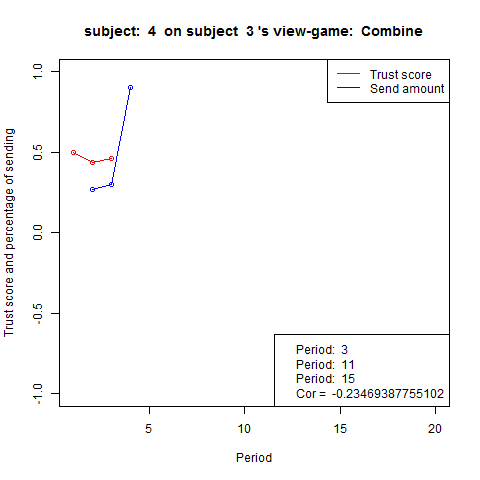 subject: 4 on subject 3 's view-game: Combine
Trust score and percentage of sending
1.0
0.5
0.0
-0.5
-1.0
Trust score
Send amount
Period: 3
Period: 11
Period: 15
Cor = -0.23469387755102
5
10
15
20
Period